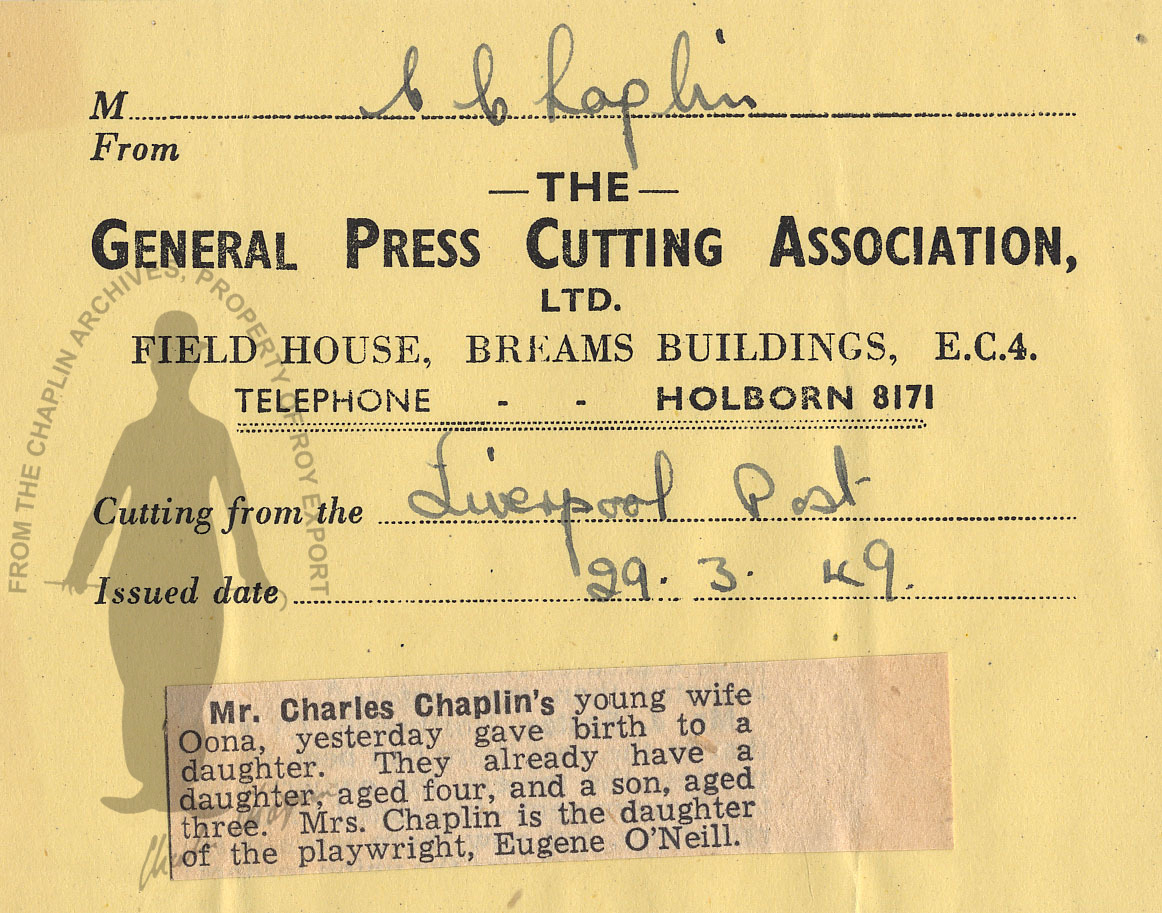 M C Chaplin
From
— THE —
GENERAL PRESS CUTTING ASSOCIATION,
LTD.
FIELD HOUSE, BREAMS BUILDINGS, E.C.4.
TELEPHONE - - HOLBORN 8171
Cutting from the Liverpool Post
Issued date 29. 3. 49.
Mr. Charles Chaplin's young wife
Oona, yesterday gave birth to a
daughter. They already have a
daughter, aged four, and a son, aged
three. Mrs. Chaplin is the daughter
of the playwright, Eugene O'Neill.
FROM THE CHAPLIN ARCHIVES, PROPERTY OF ROY EXPORT